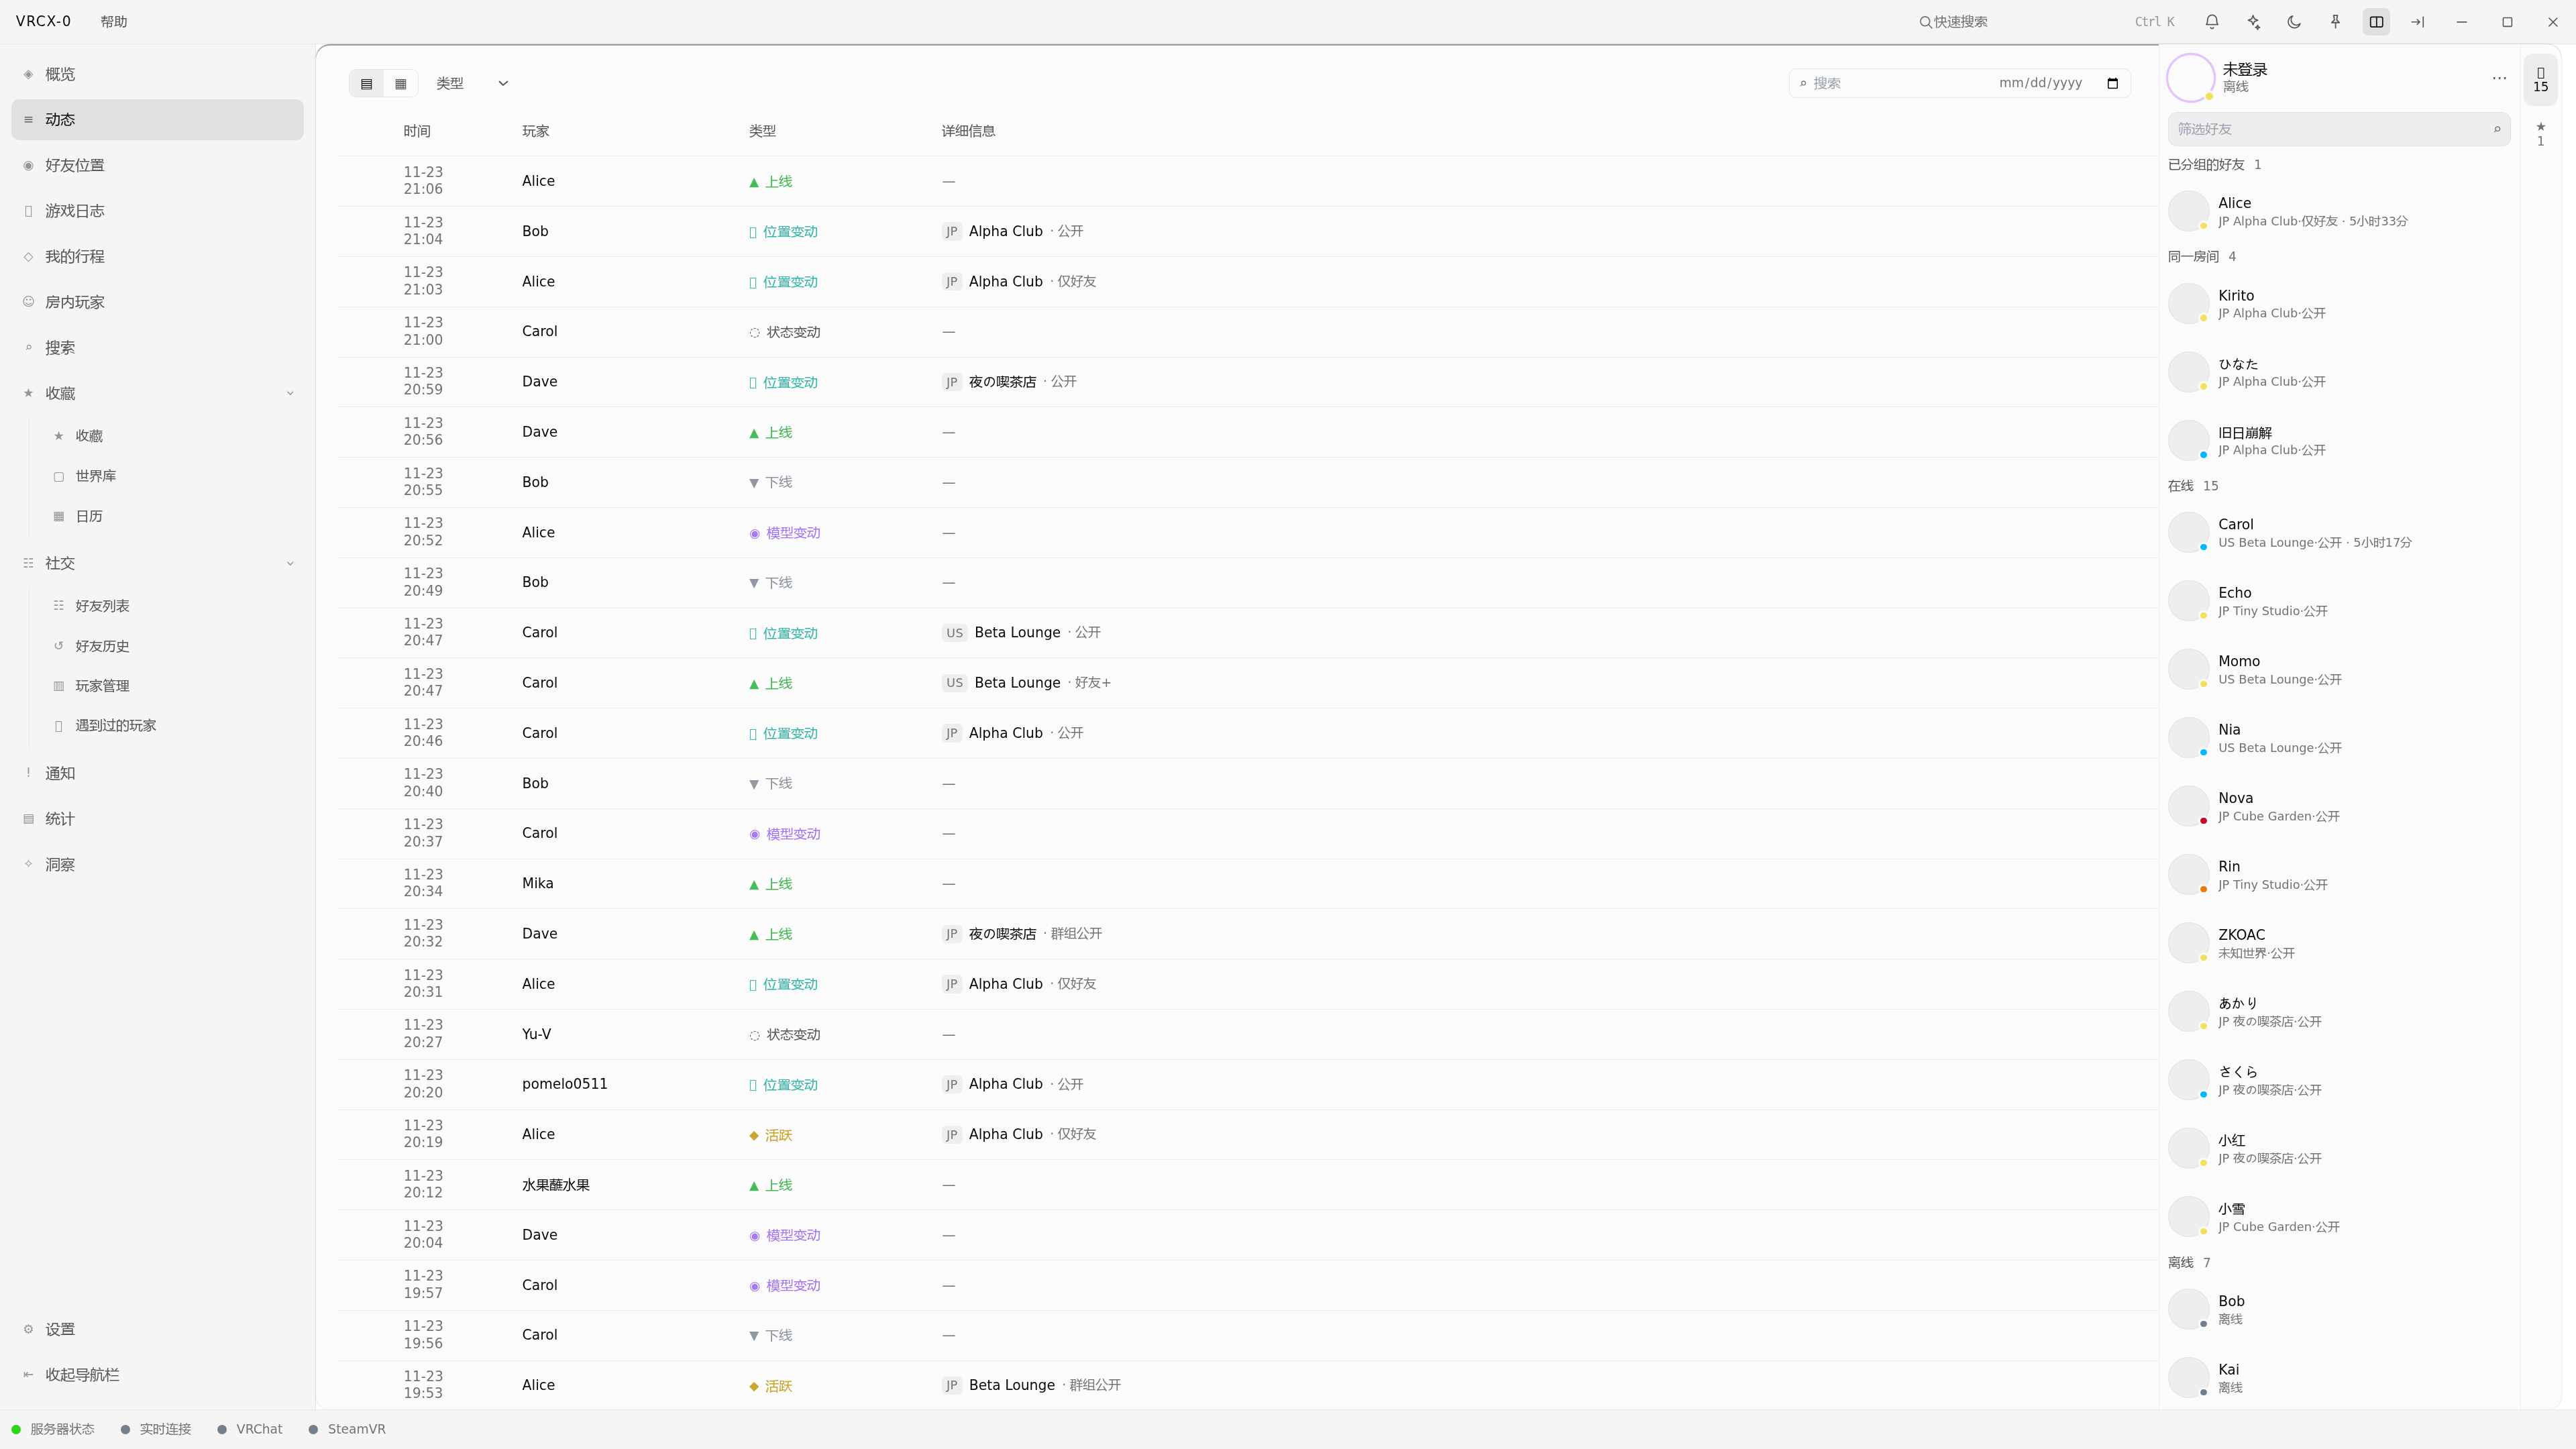 VRCX-0 帮助 快速搜索 Ctrl K
概览
动态
好友位置
游戏日志
我的行程
房内玩家
搜索
收藏
收藏
世界库
日历
社交
好友列表
好友历史
玩家管理
遇到过的玩家
通知
统计
洞察
设置
收起导航栏
类型 搜索 mm/dd/yyyy
时间 玩家 类型 详细信息
11-23 21:06 Alice 上线 —
11-23 21:04 Bob 位置变动 JP Alpha Club · 公开
11-23 21:03 Alice 位置变动 JP Alpha Club · 仅好友
11-23 21:00 Carol 状态变动 —
11-23 20:59 Dave 位置变动 JP 夜の喫茶店 · 公开
11-23 20:56 Dave 上线 —
11-23 20:55 Bob 下线 —
11-23 20:52 Alice 模型变动 —
11-23 20:49 Bob 下线 —
11-23 20:47 Carol 位置变动 US Beta Lounge · 公开
11-23 20:47 Carol 上线 US Beta Lounge · 好友+
11-23 20:46 Carol 位置变动 JP Alpha Club · 公开
11-23 20:40 Bob 下线 —
11-23 20:37 Carol 模型变动 —
11-23 20:34 Mika 上线 —
11-23 20:32 Dave 上线 JP 夜の喫茶店 · 群组公开
11-23 20:31 Alice 位置变动 JP Alpha Club · 仅好友
11-23 20:27 Yu-V 状态变动 —
11-23 20:20 pomelo0511 位置变动 JP Alpha Club · 公开
11-23 20:19 Alice 活跃 JP Alpha Club · 仅好友
11-23 20:12 水果蘸水果 上线 —
11-23 20:04 Dave 模型变动 —
11-23 19:57 Carol 模型变动 —
11-23 19:56 Carol 下线 —
11-23 19:53 Alice 活跃 JP Beta Lounge · 群组公开
未登录
离线
15
1
筛选好友
已分组的好友 1
Alice
JP Alpha Club·仅好友 · 5小时33分
同一房间 4
Kirito
JP Alpha Club·公开
ひなた
JP Alpha Club·公开
旧日崩解
JP Alpha Club·公开
在线 15
Carol
US Beta Lounge·公开 · 5小时17分
Echo
JP Tiny Studio·公开
Momo
US Beta Lounge·公开
Nia
US Beta Lounge·公开
Nova
JP Cube Garden·公开
Rin
JP Tiny Studio·公开
ZKOAC
未知世界·公开
あかり
JP 夜の喫茶店·公开
さくら
JP 夜の喫茶店·公开
小红
JP 夜の喫茶店·公开
小雪
JP Cube Garden·公开
离线 7
Bob
离线
Kai
离线
服务器状态 实时连接 VRChat SteamVR